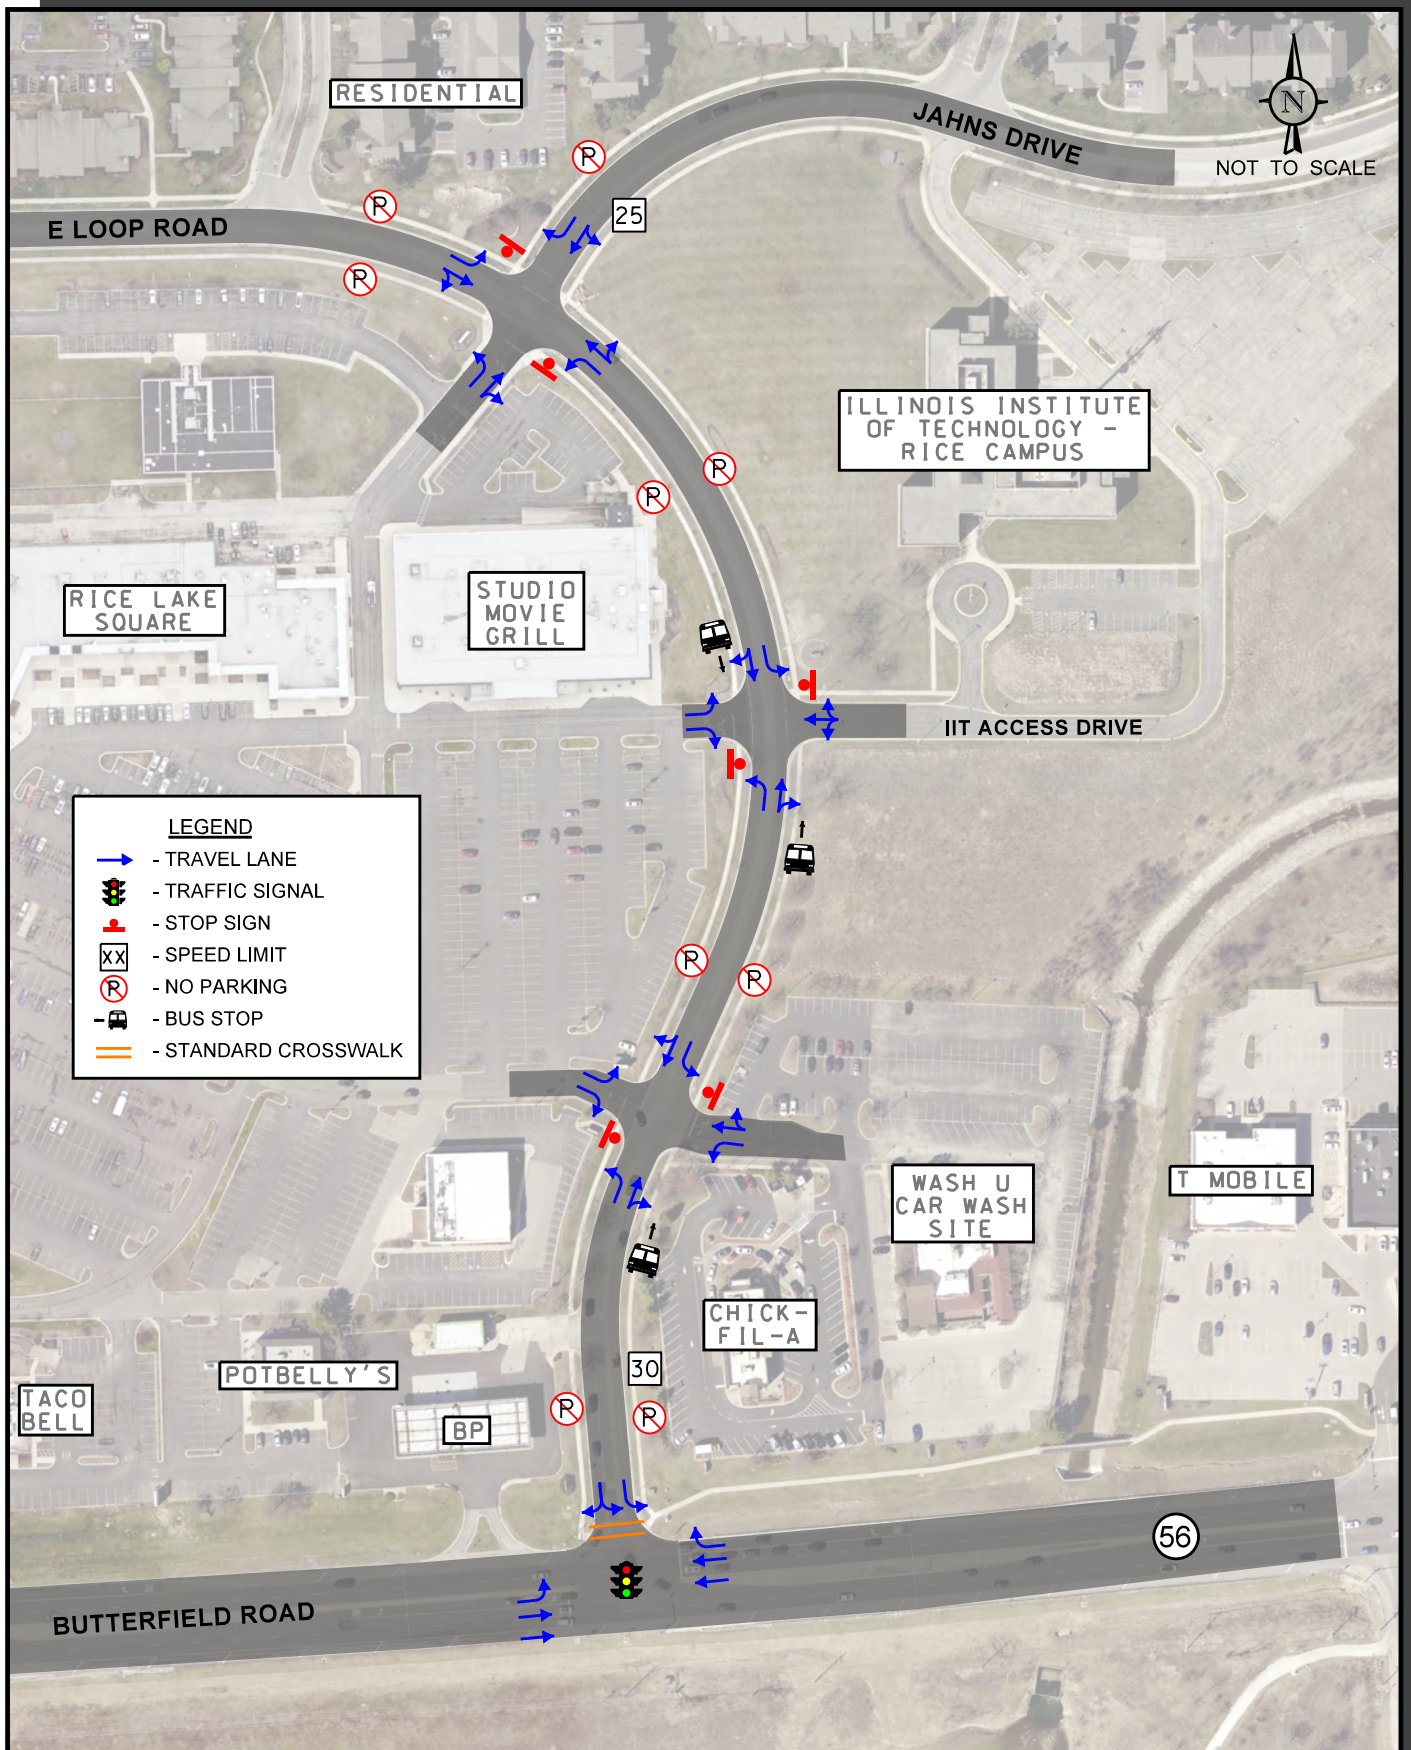 RESIDENTIAL
JAHNS DRIVE
N
NOT TO SCALE
P
P
25
E LOOP ROAD
P
ILLINOIS INSTITUTE
OF TECHNOLOGY -
RICE CAMPUS
P
P
RICE LAKE
SQUARE
STUDIO
MOVIE
GRILL
IIT ACCESS DRIVE
LEGEND
- TRAVEL LANE
- TRAFFIC SIGNAL
- STOP SIGN
XX - SPEED LIMIT
P - NO PARKING
- BUS STOP
- STANDARD CROSSWALK
P
P
WASH U
CAR WASH
SITE
T MOBILE
CHICK-
FIL-A
POTBELLY'S
30
TACO
BELL
BP
P
P
56
BUTTERFIELD ROAD